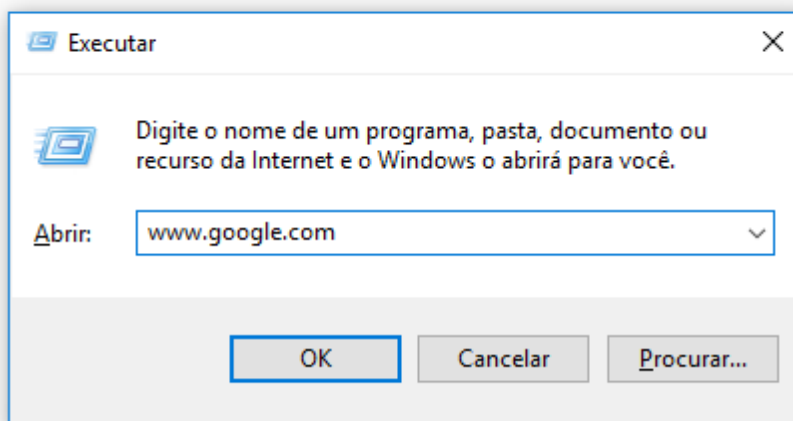 Executar
Digite o nome de um programa, pasta, documento ou
recurso da Internet e o Windows o abrirá para você.
Abrir: www.google.com
OK Cancelar Procurar...